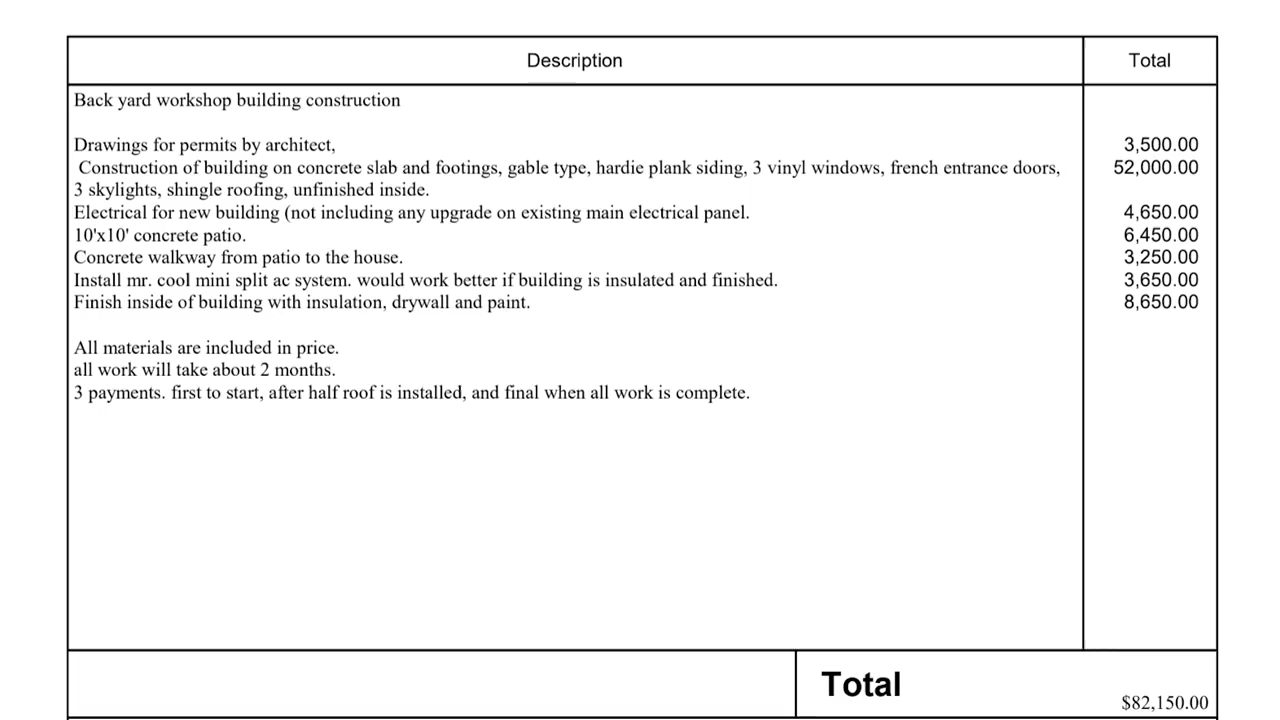 Description Total
Back yard workshop building construction
Drawings for permits by architect, 3,500.00
Construction of building on concrete slab and footings, gable type, hardie plank siding, 3 vinyl windows, french entrance doors, 52,000.00
3 skylights, shingle roofing, unfinished inside.
Electrical for new building (not including any upgrade on existing main electrical panel. 4,650.00
10'x10' concrete patio. 6,450.00
Concrete walkway from patio to the house. 3,250.00
Install mr. cool mini split ac system. would work better if building is insulated and finished. 3,650.00
Finish inside of building with insulation, drywall and paint. 8,650.00
All materials are included in price.
all work will take about 2 months.
3 payments. first to start, after half roof is installed, and final when all work is complete.
Total $82,150.00